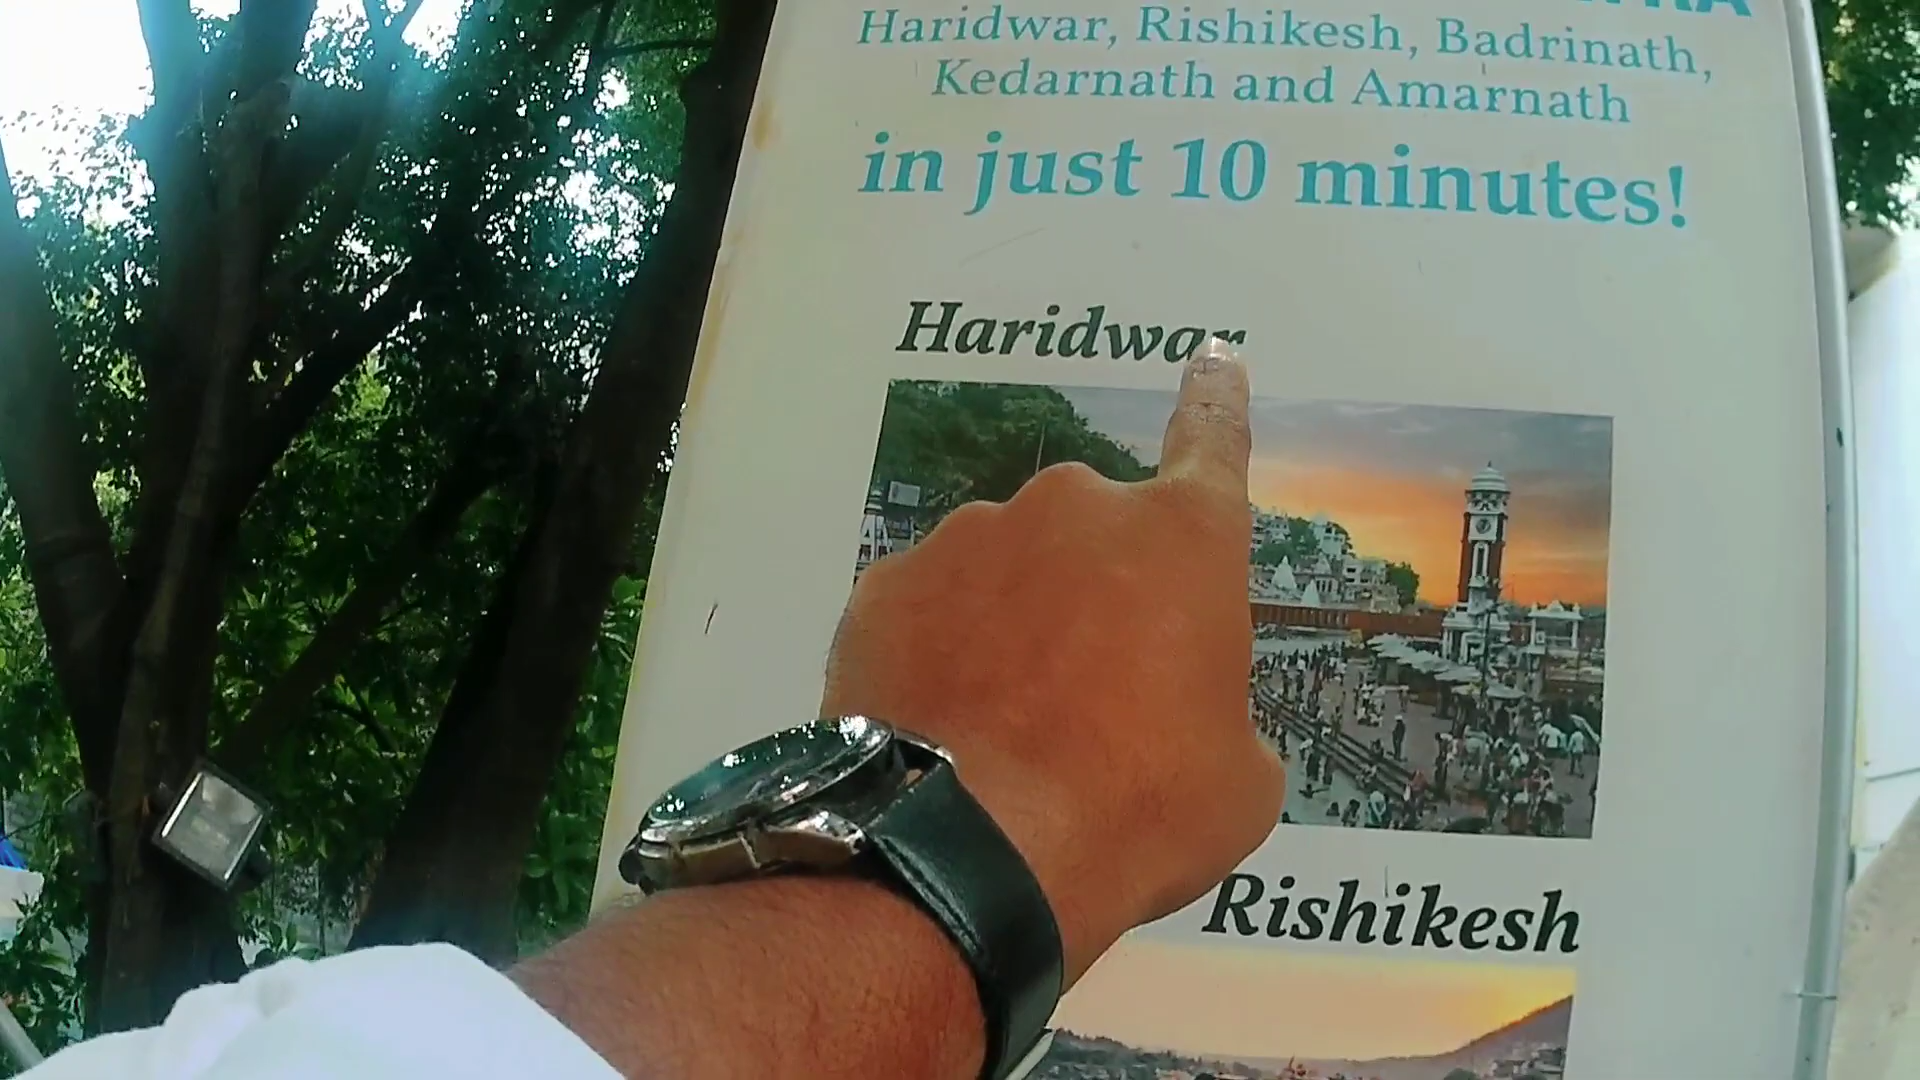 Haridwar, Rishikesh, Badrinath,
Kedarnath and Amarnath
in just 10 minutes!
Haridwar
Rishikesh